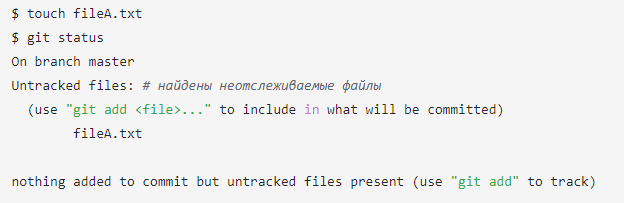 $ touch fileA.txt
$ git status
On branch master
Untracked files: # найдены неотслеживаемые файлы
  (use "git add <file>..." to include in what will be committed)
        fileA.txt

nothing added to commit but untracked files present (use "git add" to track)